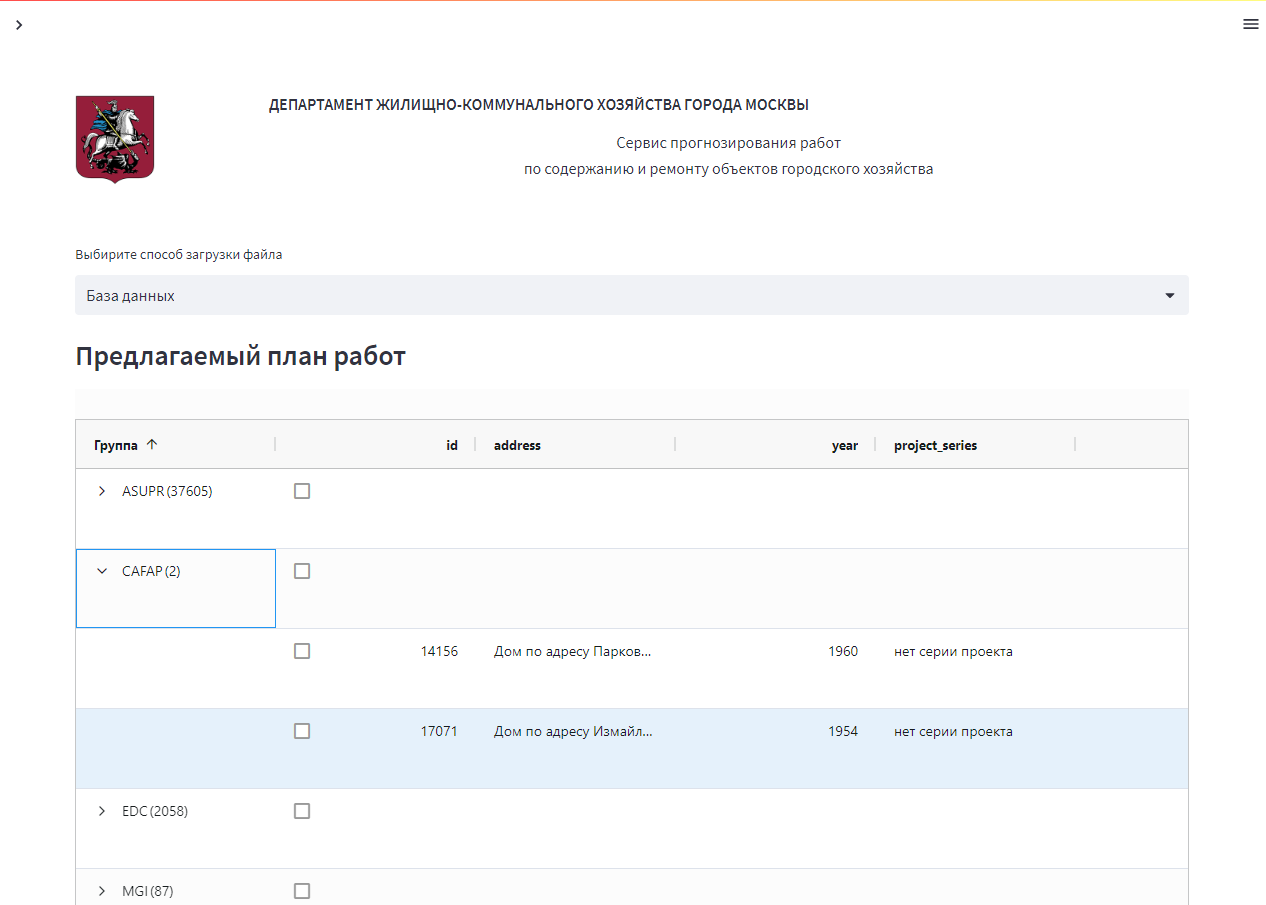 ДЕПАРТАМЕНТ ЖИЛИЩНО-КОММУНАЛЬНОГО ХОЗЯЙСТВА ГОРОДА МОСКВЫ
Сервис прогнозирования работ
по содержанию и ремонту объектов городского хозяйства
Выбирите способ загрузки файла
База данных
Предлагаемый план работ
Группа id address year project_series
ASUPR (37605)
CAFAP (2)
14156 Дом по адресу Парков... 1960 нет серии проекта
17071 Дом по адресу Измайл... 1954 нет серии проекта
EDC (2058)
MGI (87)